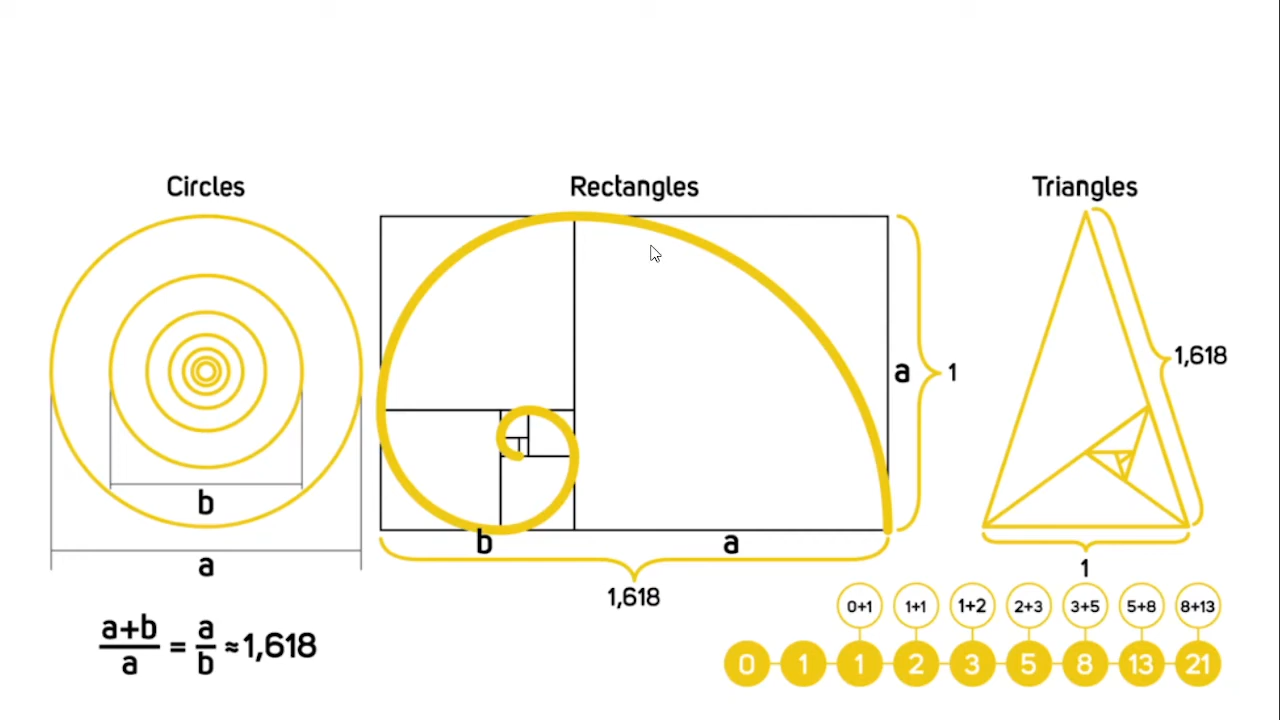 Circles
Rectangles
Triangles
a
1
1,618
b
a
b
a
1,618
1
a+b
a
=
a
b
≈1,618
0+1 1+1 1+2 2+3 3+5 5+8 8+13
0 1 1 2 3 5 8 13 21